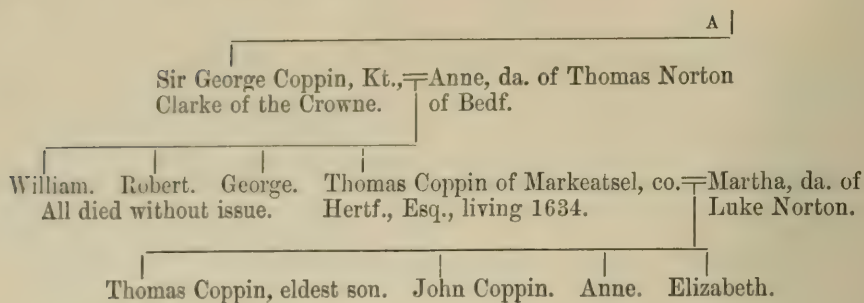 A
Sir George Coppin, Kt.,=Anne, da. of Thomas Norton
Clarke of the Crowne. of Bedf.
William. Robert. George. Thomas Coppin of Markeatsel, co.=Martha, da. of
All died without issue. Hertf., Esq., living 1634. Luke Norton.
Thomas Coppin, eldest son. John Coppin. Anne. Elizabeth.